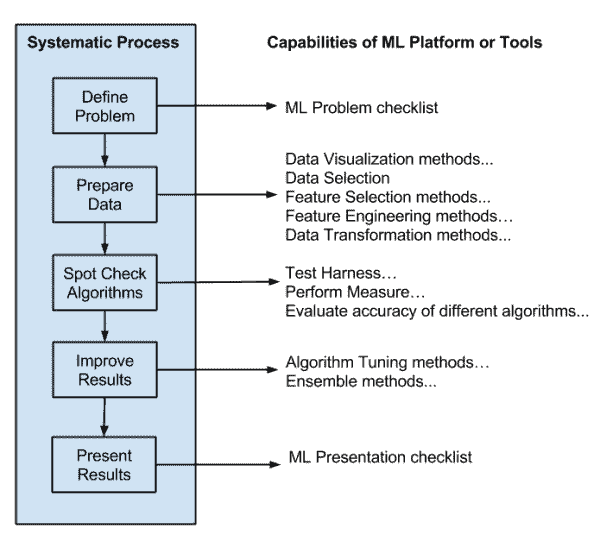 Systematic Process
Capabilities of ML Platform or Tools
Define
Problem
ML Problem checklist
Prepare
Data
Data Visualization methods...
Data Selection
Feature Selection methods...
Feature Engineering methods…
Data Transformation methods...
Spot Check
Algorithms
Test Harness…
Perform Measure…
Evaluate accuracy of different algorithms...
Improve
Results
Algorithm Tuning methods…
Ensemble methods...
Present
Results
ML Presentation checklist